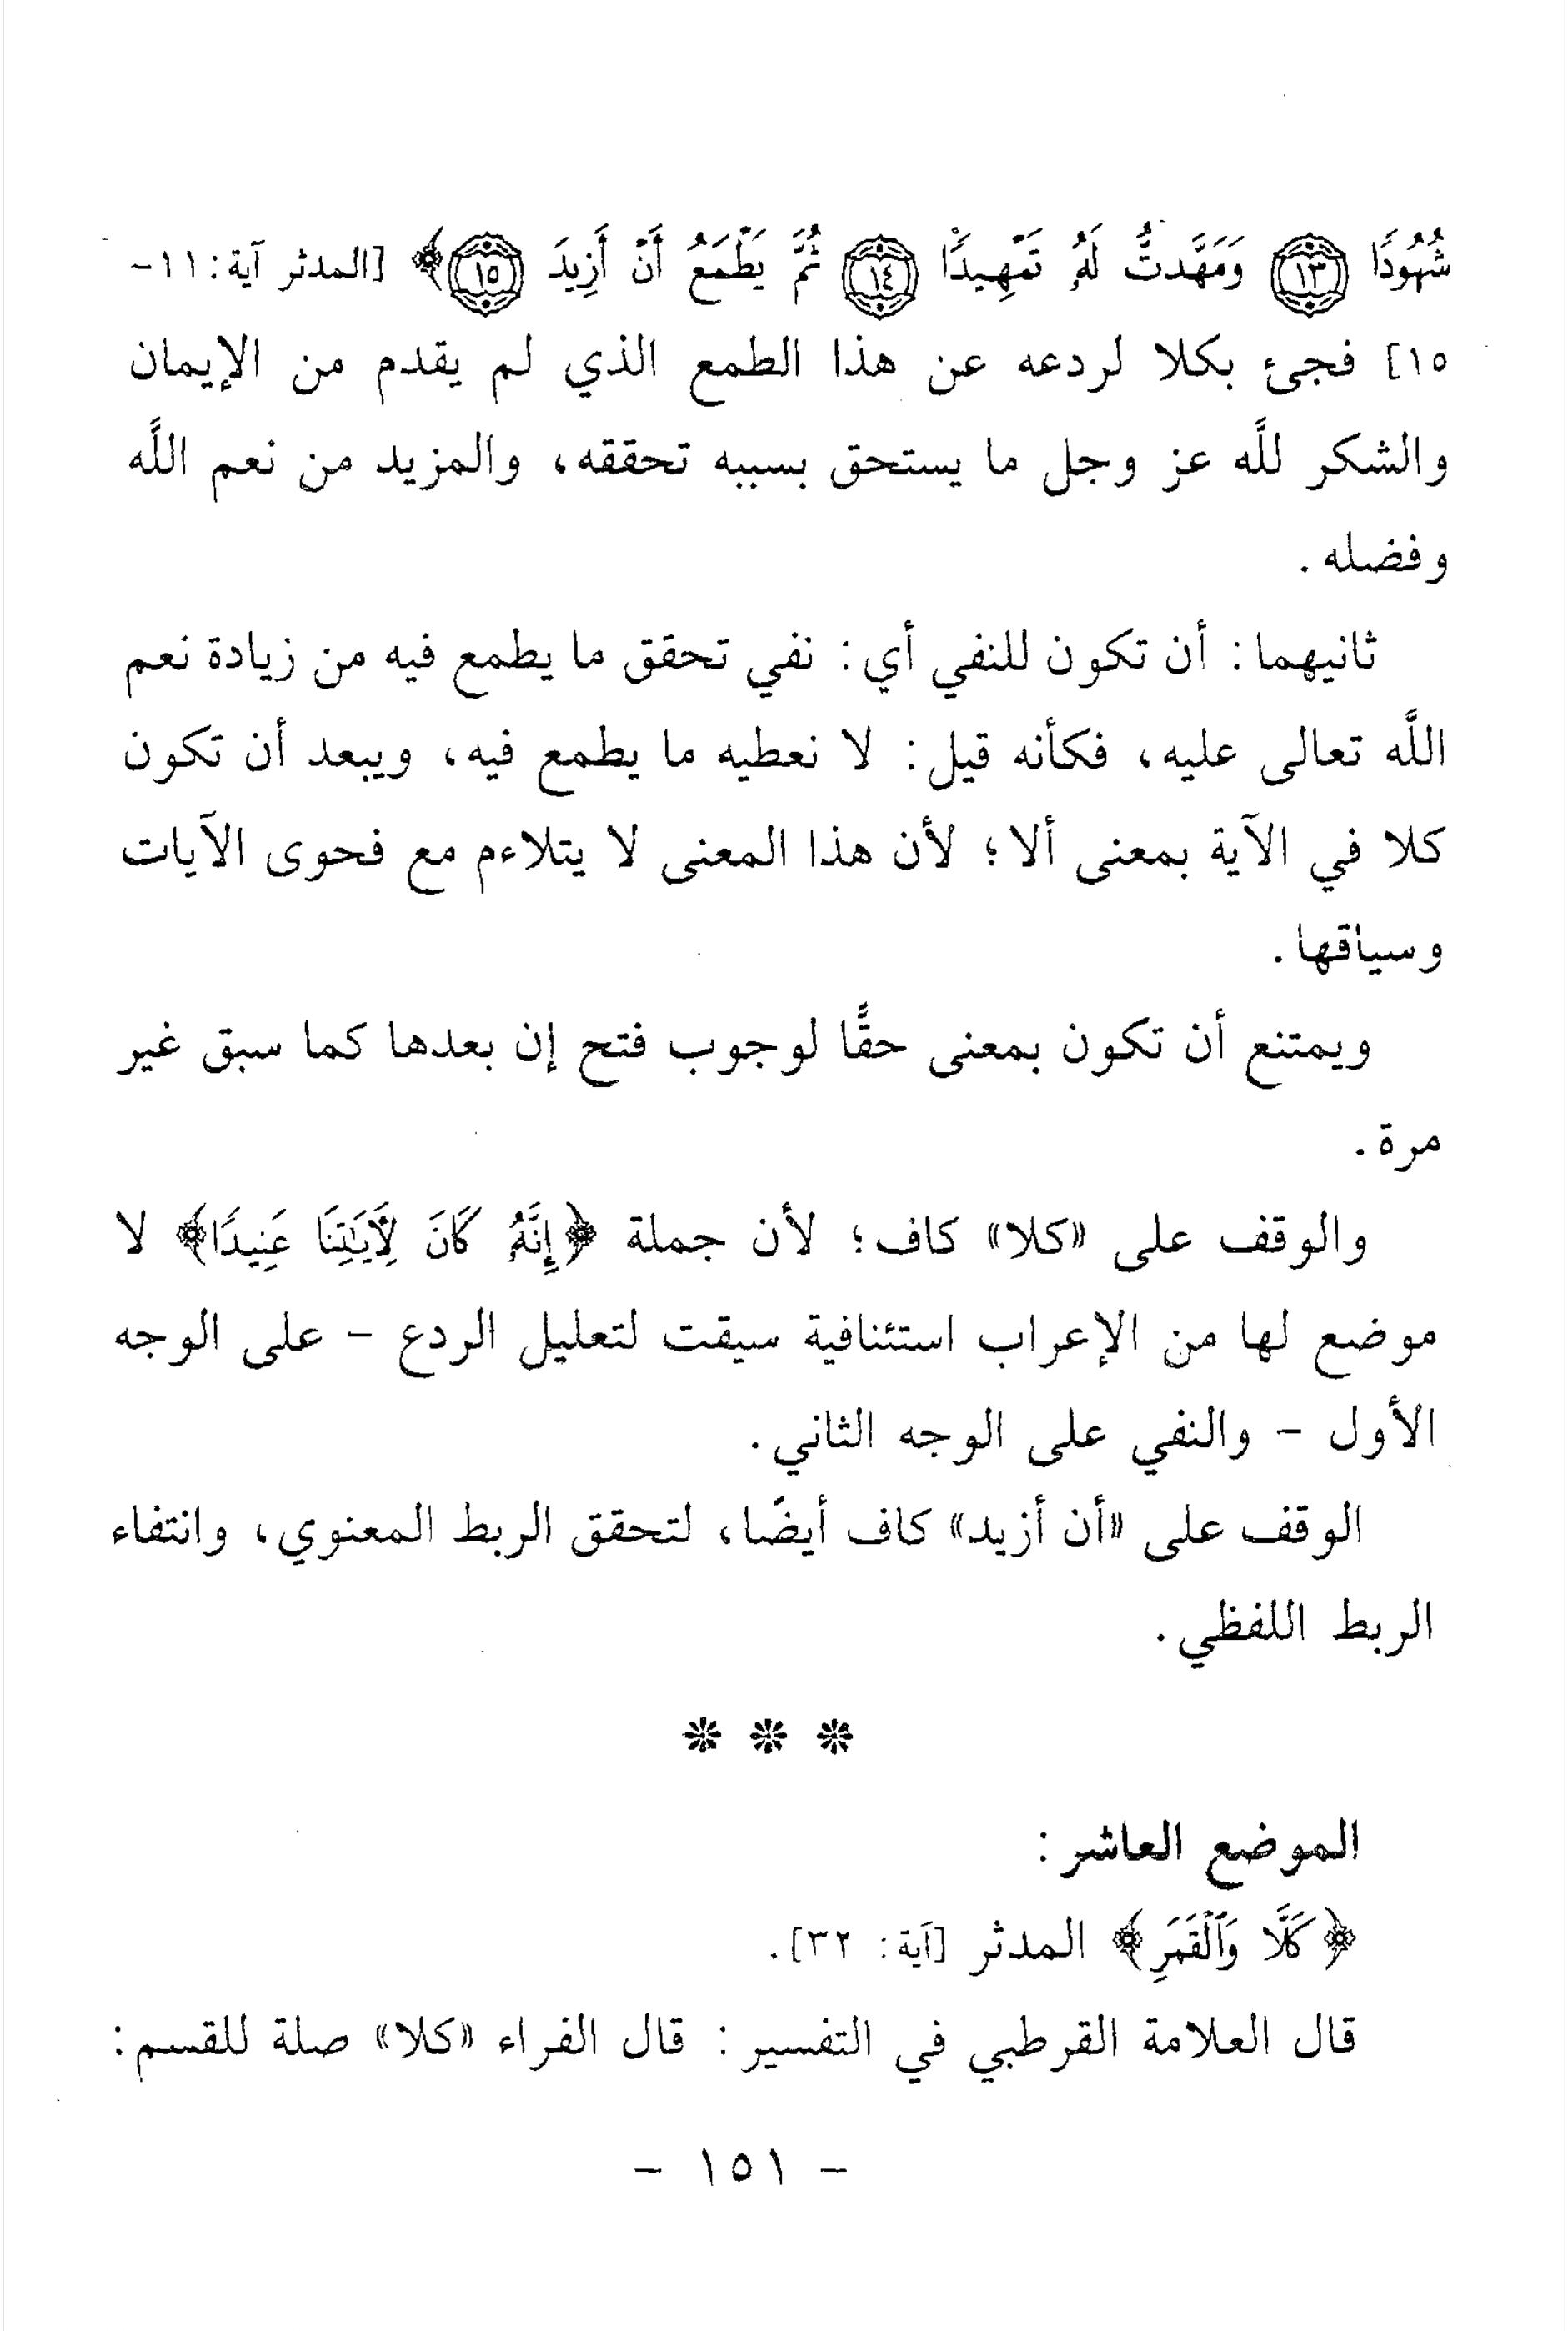 شُهُودًا ﴿١٣﴾ وَمَهَّدتُّ لَهُۥ تَمْهِيدًا ﴿١٤﴾ ثُمَّ يَطْمَعُ أَنْ أَزِيدَ ﴿١٥﴾﴾ [المدثر آية: ١١-
١٥] فجئ بكلا لردعه عن هذا الطمع الذي لم يقدم من الإيمان
والشكر للَّه عز وجل ما يستحق بسببه تحققه، والمزيد من نعم اللَّه
وفضله.
ثانيهما: أن تكون للنفي أي: نفي تحقق ما يطمع فيه من زيادة نعم
اللَّه تعالى عليه، فكأنه قيل: لا نعطيه ما يطمع فيه، ويبعد أن تكون
كلا في الآية بمعنى ألا؛ لأن هذا المعنى لا يتلاءم مع فحوى الآيات
وسياقها.
ويمتنع أن تكون بمعنى حقًّا لوجوب فتح إن بعدها كما سبق غير
مرة.
والوقف على «كلا» كاف؛ لأن جملة ﴿إِنَّهُۥ كَانَ لِأَيَٰتِنَا عَنِيدًا﴾ لا
موضع لها من الإعراب استئنافية سيقت لتعليل الردع - على الوجه
الأول - والنفي على الوجه الثاني.
الوقف على «أن أزيد» كاف أيضًا، لتحقق الربط المعنوي، وانتفاء
الربط اللفظي.
* * *
الموضع العاشر:
﴿كَلَّا وَٱلْقَمَرِ﴾ المدثر [آية: ٣٢].
قال العلامة القرطبي في التفسير: قال الفراء «كلا» صلة للقسم:
- ١٥١ -